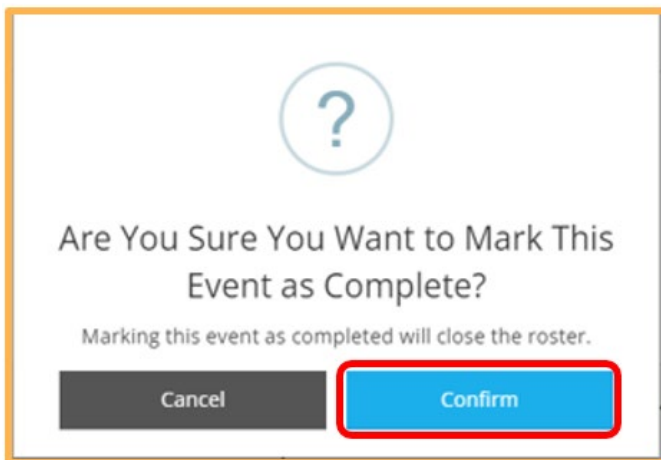 ?
Are You Sure You Want to Mark This
Event as Complete?
Marking this event as completed will close the roster.
Cancel
Confirm